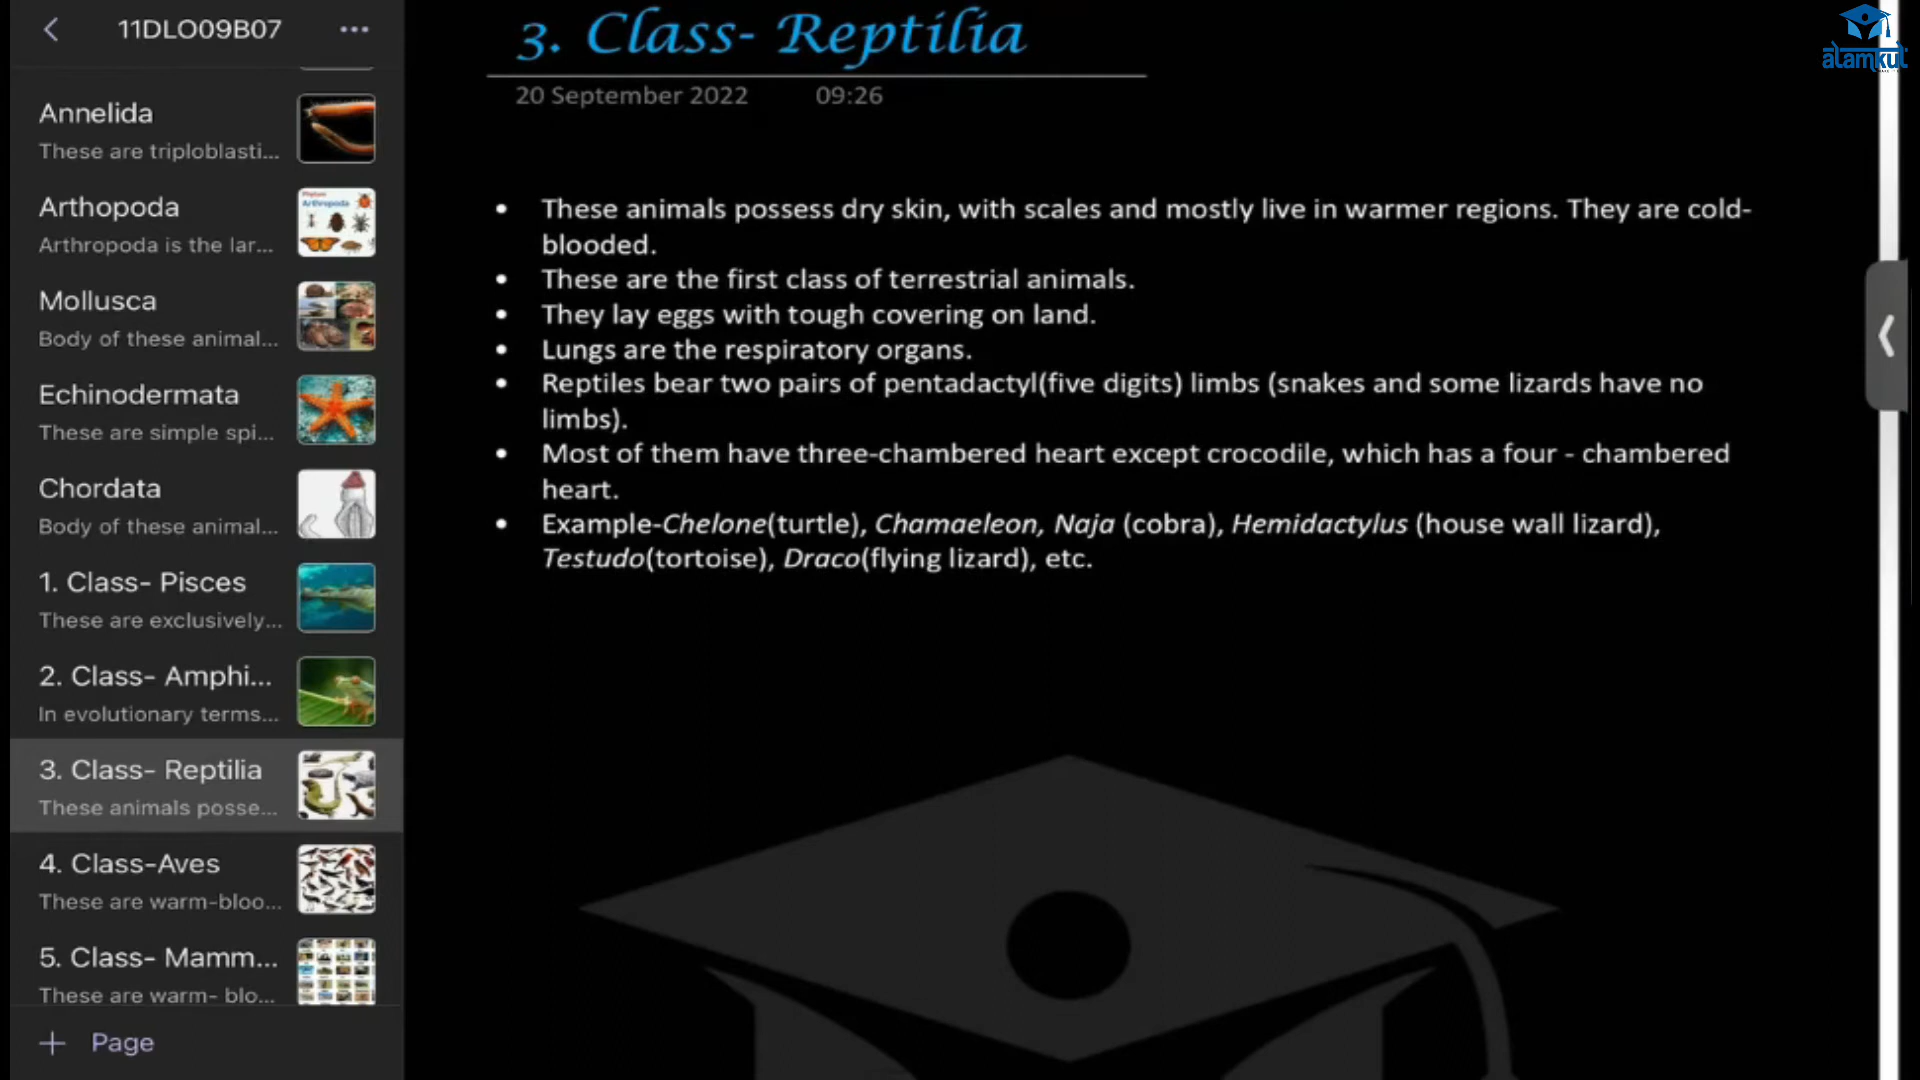 11DLO09B07
Annelida
These are triploblasti...
Arthopoda
Arthropoda is the lar...
Mollusca
Body of these animal...
Echinodermata
These are simple spi...
Chordata
Body of these animal...
1. Class- Pisces
These are exclusively...
2. Class- Amphi...
In evolutionary terms...
3. Class- Reptilia
These animals posse...
4. Class-Aves
These are warm-bloo...
5. Class- Mamm...
These are warm- blo...
+ Page
3. Class- Reptilia
20 September 2022 09:26
• These animals possess dry skin, with scales and mostly live in warmer regions. They are cold-
blooded.
• These are the first class of terrestrial animals.
• They lay eggs with tough covering on land.
• Lungs are the respiratory organs.
• Reptiles bear two pairs of pentadactyl(five digits) limbs (snakes and some lizards have no
limbs).
• Most of them have three-chambered heart except crocodile, which has a four - chambered
heart.
• Example-Chelone(turtle), Chamaeleon, Naja (cobra), Hemidactylus (house wall lizard),
Testudo(tortoise), Draco(flying lizard), etc.
alamkut
Phylum
Arthropoda